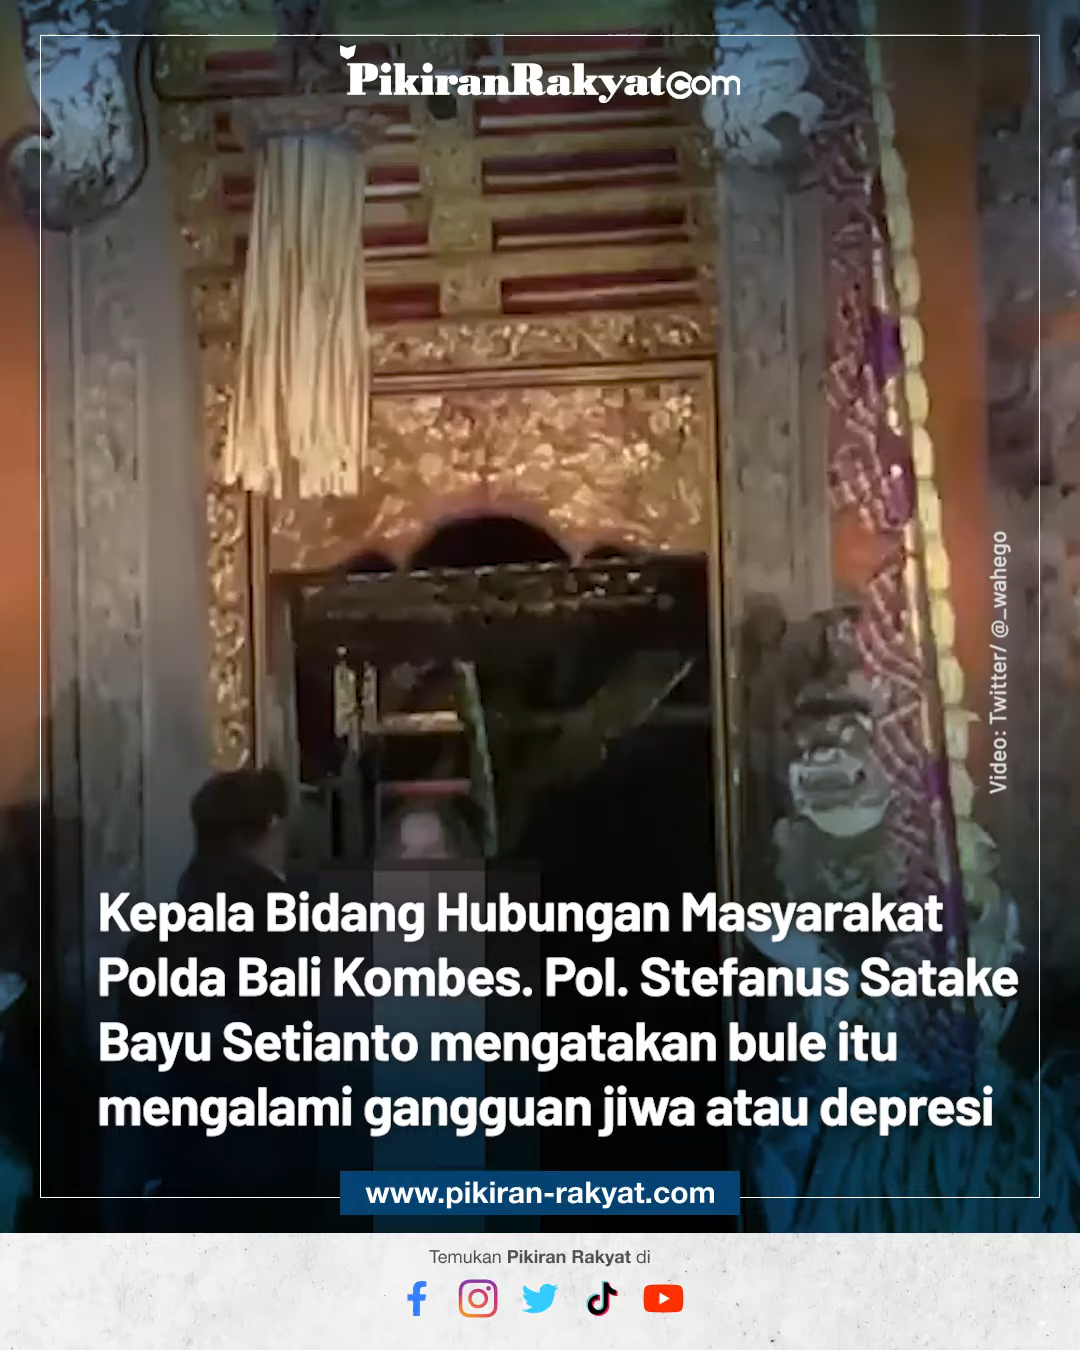 PikiranRakyat.com
Video: Twitter/ @_wahego
Kepala Bidang Hubungan Masyarakat
Polda Bali Kombes. Pol. Stefanus Satake
Bayu Setianto mengatakan bule itu
mengalami gangguan jiwa atau depresi
www.pikiran-rakyat.com
Temukan Pikiran Rakyat di